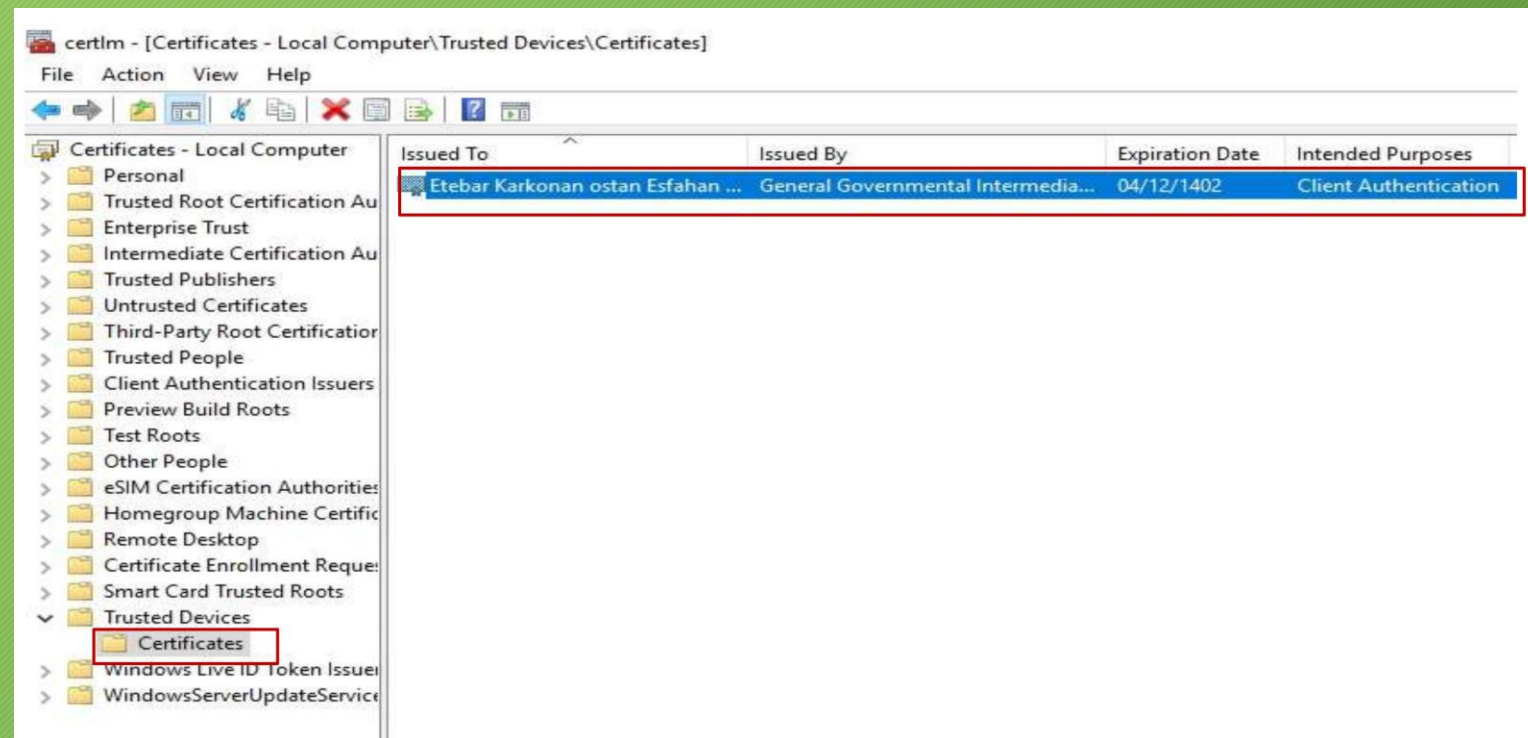 certlm - [Certificates - Local Computer\Trusted Devices\Certificates]
File Action View Help
Certificates - Local Computer
Personal
Trusted Root Certification Au
Enterprise Trust
Intermediate Certification Au
Trusted Publishers
Untrusted Certificates
Third-Party Root Certification
Trusted People
Client Authentication Issuers
Preview Build Roots
Test Roots
Other People
eSIM Certification Authorities
Homegroup Machine Certific
Remote Desktop
Certificate Enrollment Reques
Smart Card Trusted Roots
Trusted Devices
Certificates
Windows Live ID Token Issuer
WindowsServerUpdateService
Issued To Issued By Expiration Date Intended Purposes
Etebar Karkonan ostan Esfahan ... General Governmental Intermedia... 04/12/1402 Client Authentication